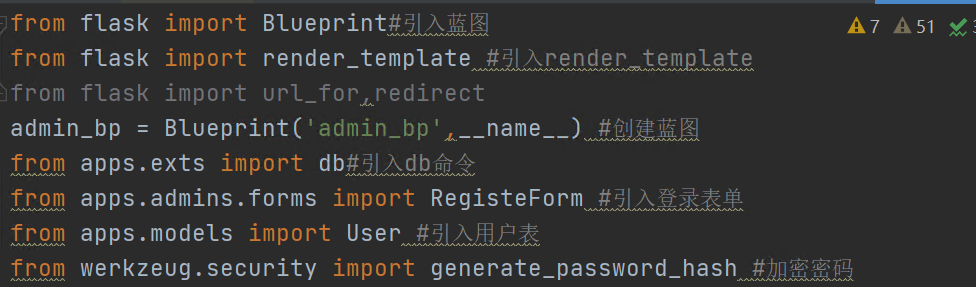 from flask import Blueprint#引入蓝图
7 51 3
from flask import render_template #引入render_template
from flask import url_for,redirect
admin_bp = Blueprint('admin_bp',__name__) #创建蓝图
from apps.exts import db#引入db命令
from apps.admins.forms import RegisteForm #引入登录表单
from apps.models import User #引入用户表
from werkzeug.security import generate_password_hash #加密密码